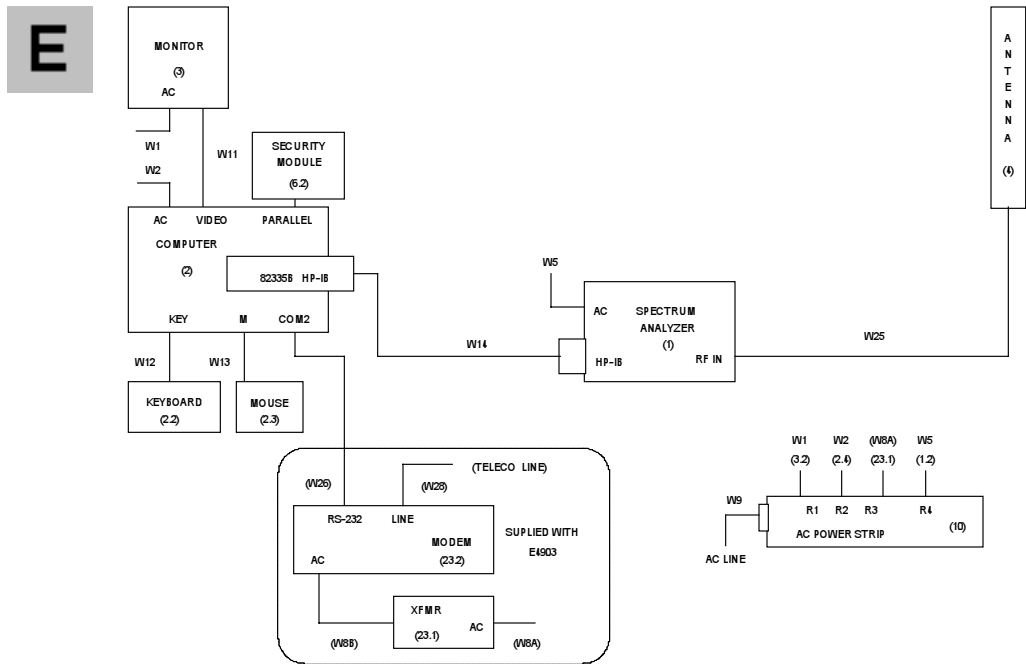 E
MONITOR
(3)
AC
W1
W11
W2
SECURITY
MODULE
(6.2)
AC VIDEO PARALLEL
COMPUTER
(2)
82335B HP-IB
KEY M COM2
W12
W13
KEYBOARD
(2.2)
MOUSE
(2.3)
W14
W5
AC
SPECTRUM
ANALYZER
(1)
HP-IB
RF IN
W25
ANTENNA
(4)
(W26)
(W28)
(TELECO LINE)
RS-232 LINE
MODEM
(23.2)
AC
SUPLIED WITH
E4903
XFMR
(23.1)
AC
(W8B)
(W8A)
W1 W2 (W8A) W5
(3.2) (2.4) (23.1) (1.2)
W9
R1 R2 R3 R4
(10)
AC POWER STRIP
AC LINE